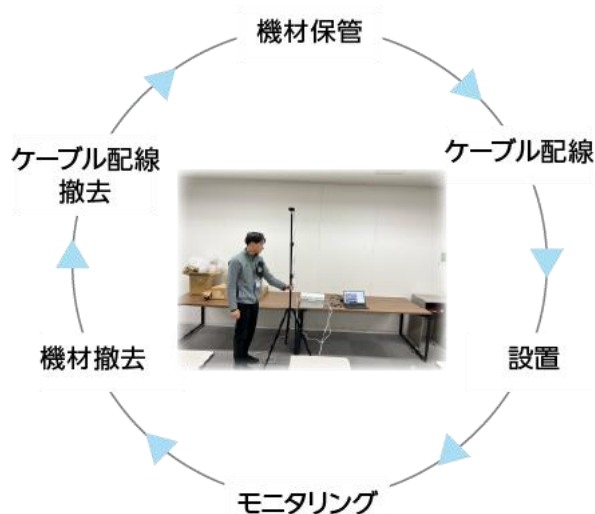 機材保管
ケーブル配線
設置
モニタリング
機材撤去
ケーブル配線
撤去